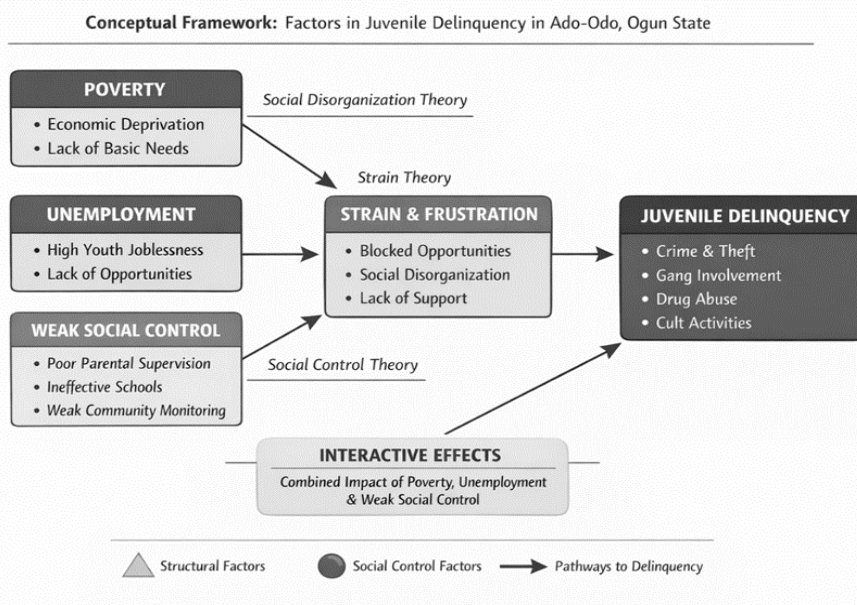 Conceptual Framework: Factors in Juvenile Delinquency in Ado-Odo, Ogun State
POVERTY
• Economic Deprivation
• Lack of Basic Needs
Social Disorganization Theory
Strain Theory
UNEMPLOYMENT
• High Youth Joblessness
• Lack of Opportunities
STRAIN & FRUSTRATION
• Blocked Opportunities
• Social Disorganization
• Lack of Support
JUVENILE DELINQUENCY
• Crime & Theft
• Gang Involvement
• Drug Abuse
• Cult Activities
WEAK SOCIAL CONTROL
• Poor Parental Supervision
• Ineffective Schools
• Weak Community Monitoring
Social Control Theory
INTERACTIVE EFFECTS
Combined Impact of Poverty, Unemployment
& Weak Social Control
Structural Factors
Social Control Factors
Pathways to Delinquency